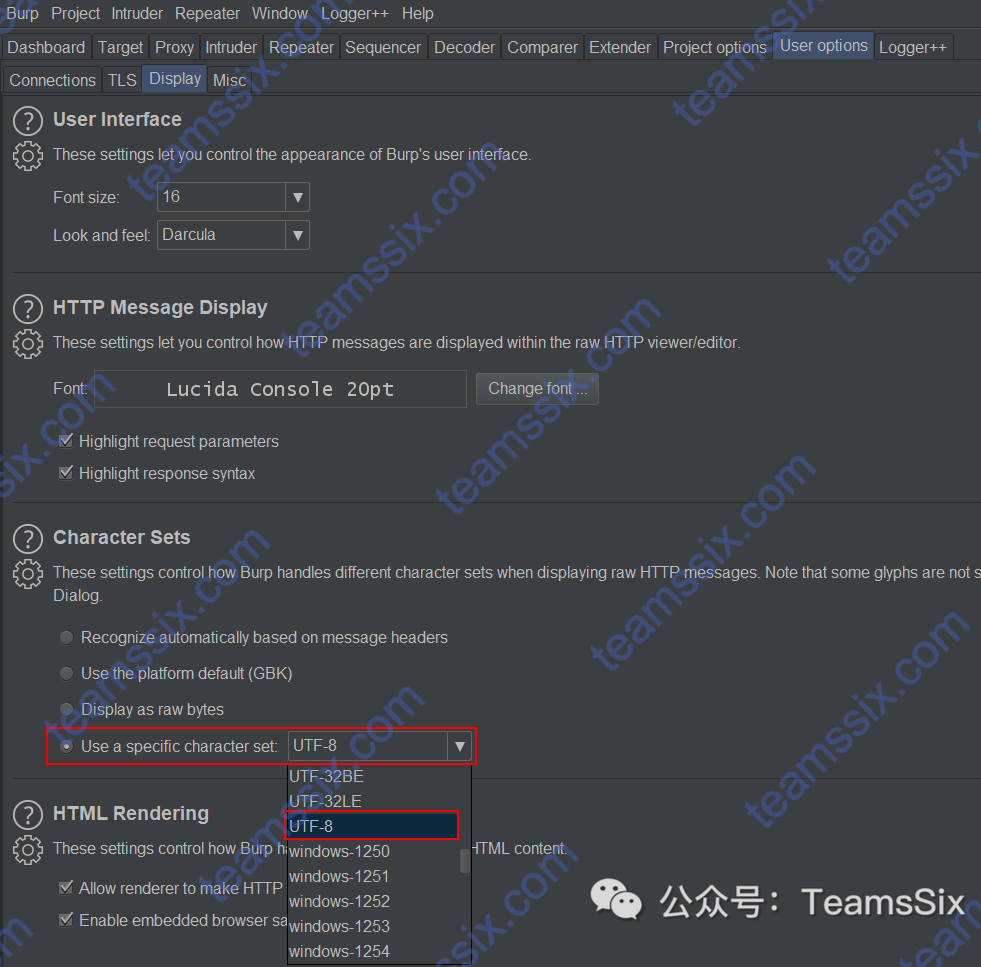 Burp Project Intruder Repeater Window Logger++ Help
Dashboard Target Proxy Intruder Repeater Sequencer Decoder Comparer Extender Project options User options Logger++
Connections TLS Display Misc
User Interface
These settings let you control the appearance of Burp's user interface.
Font size: 16
Look and feel: Darcula
HTTP Message Display
These settings let you control how HTTP messages are displayed within the raw HTTP viewer/editor.
Font: Lucida Console 20pt Change font ...
Highlight request parameters
Highlight response syntax
Character Sets
These settings control how Burp handles different character sets when displaying raw HTTP messages. Note that some glyphs are not s
Dialog.
Recognize automatically based on message headers
Use the platform default (GBK)
Display as raw bytes
Use a specific character set: UTF-8
UTF-32BE
UTF-32LE
UTF-8
windows-1250
windows-1251
windows-1252
windows-1253
windows-1254
HTML Rendering
These settings control how Burp ha HTML content.
Allow renderer to make HTTP
Enable embedded browser sa
公众号：TeamsSix
teamssix.com
teamssix.com
teamssix.com
teamssix.com
teamssix.com
teamssix.com
teamssix.com
teamssix.com
teamssix.com
teamssix.com